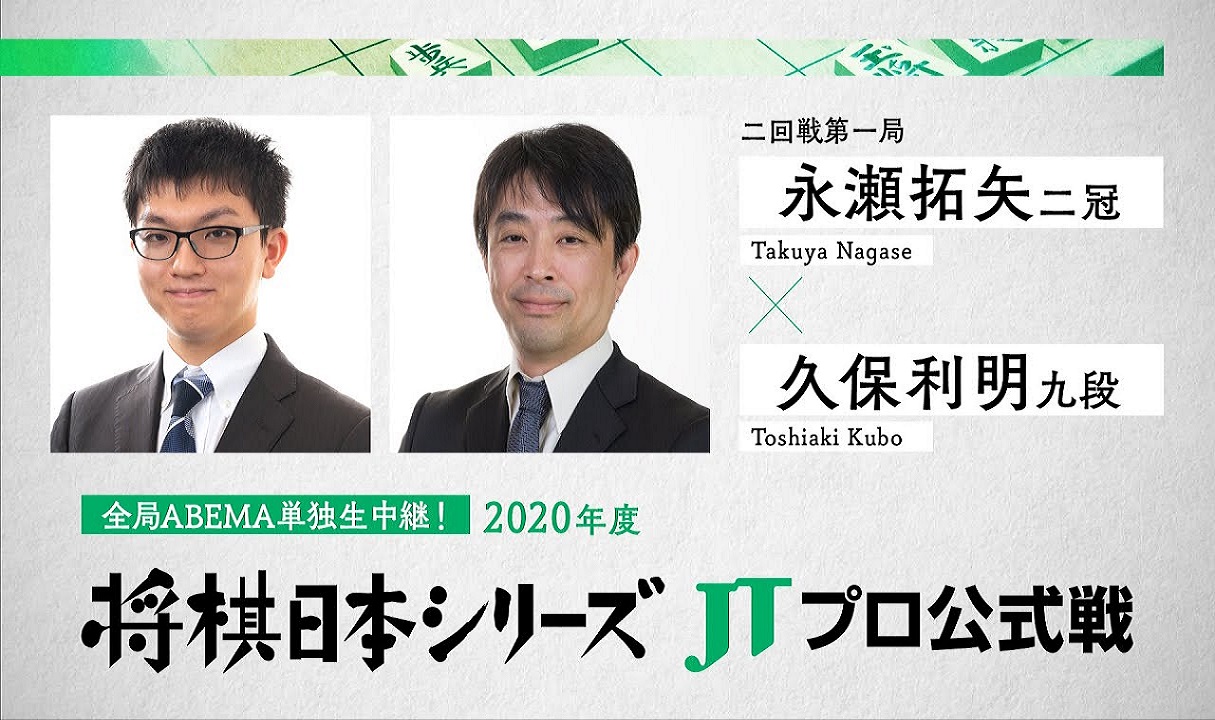 二回戦第一局
永瀬拓矢二冠
Takuya Nagase
×
久保利明九段
Toshiaki Kubo
全局ABEMA単独生中継！ 2020年度
将棋日本シリーズ JTプロ公式戦